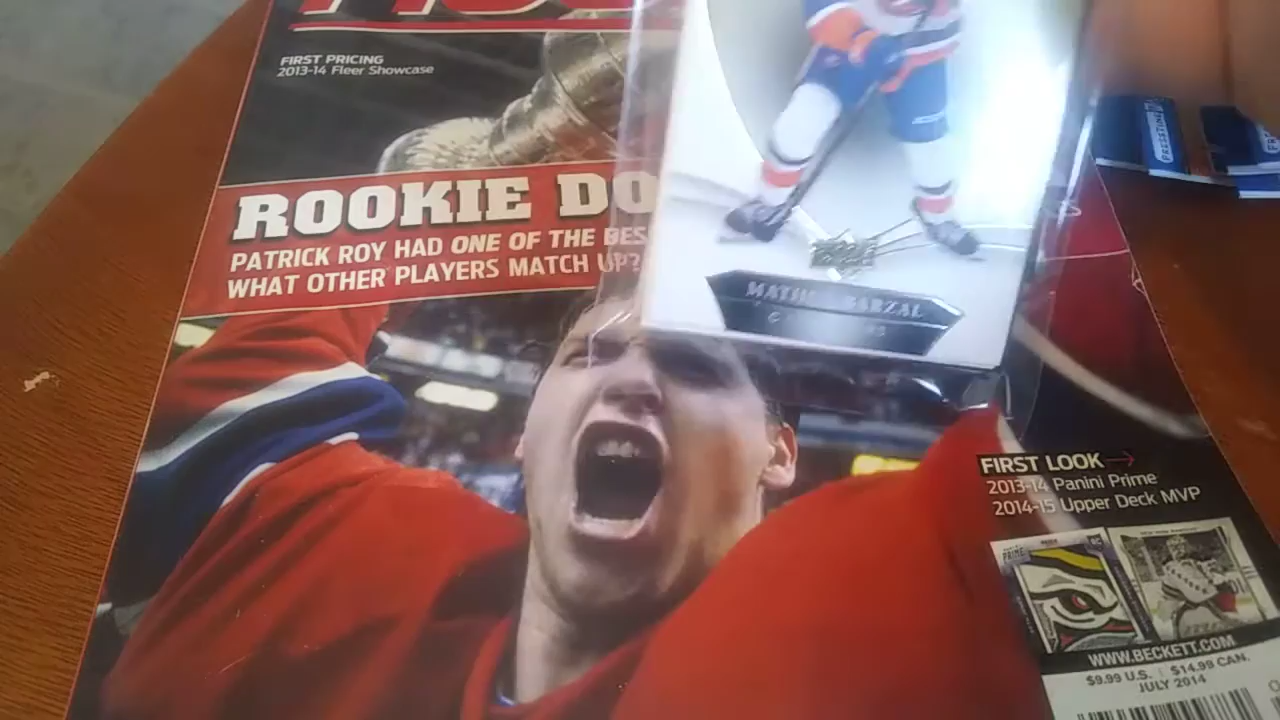 FIRST PRICING
2013-14 Fleer Showcase
ROOKIE DO
PATRICK ROY HAD ONE OF THE BES
WHAT OTHER PLAYERS MATCH UP?
BARZAL
FIRST LOOK
2013-14 Panini Prime
2014-15 Upper Deck MVP
PRIME
WWW.BECKETT.COM
$9.99 U.S. | $14.99 CAN.
JULY 2014